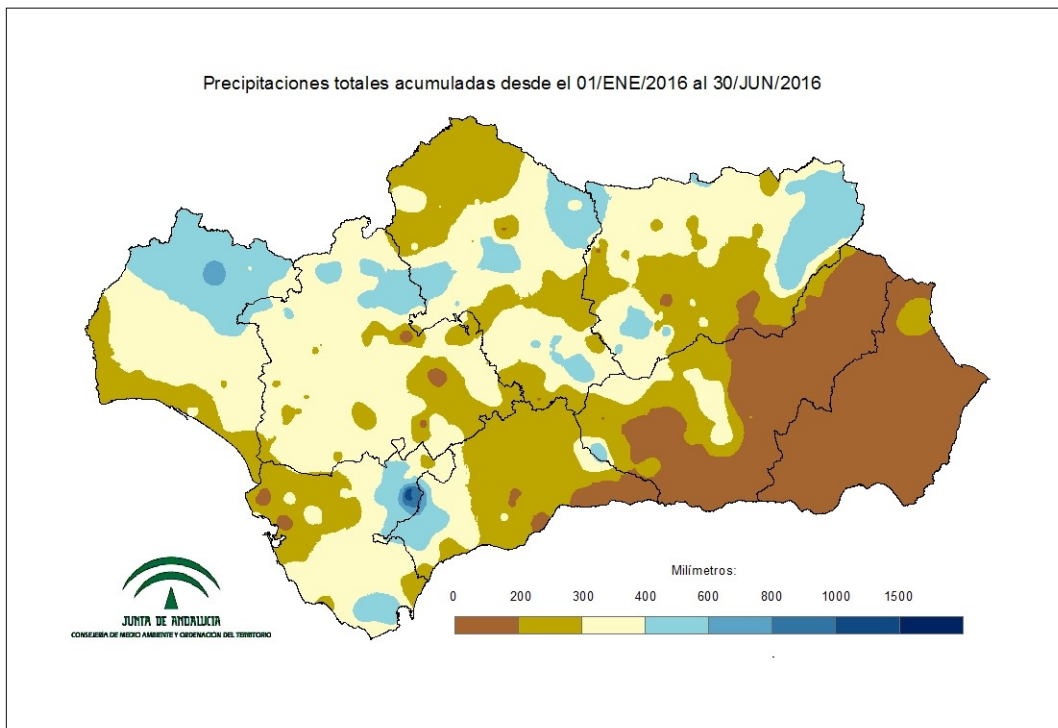 Precipitaciones totales acumuladas desde el 01/ENE/2016 al 30/JUN/2016
Milímetros:
0 200 300 400 600 800 1000 1500
JUNTA DE ANDALUCIA
CONSEJERÍA DE MEDIO AMBIENTE Y ORDENACIÓN DEL TERRITORIO